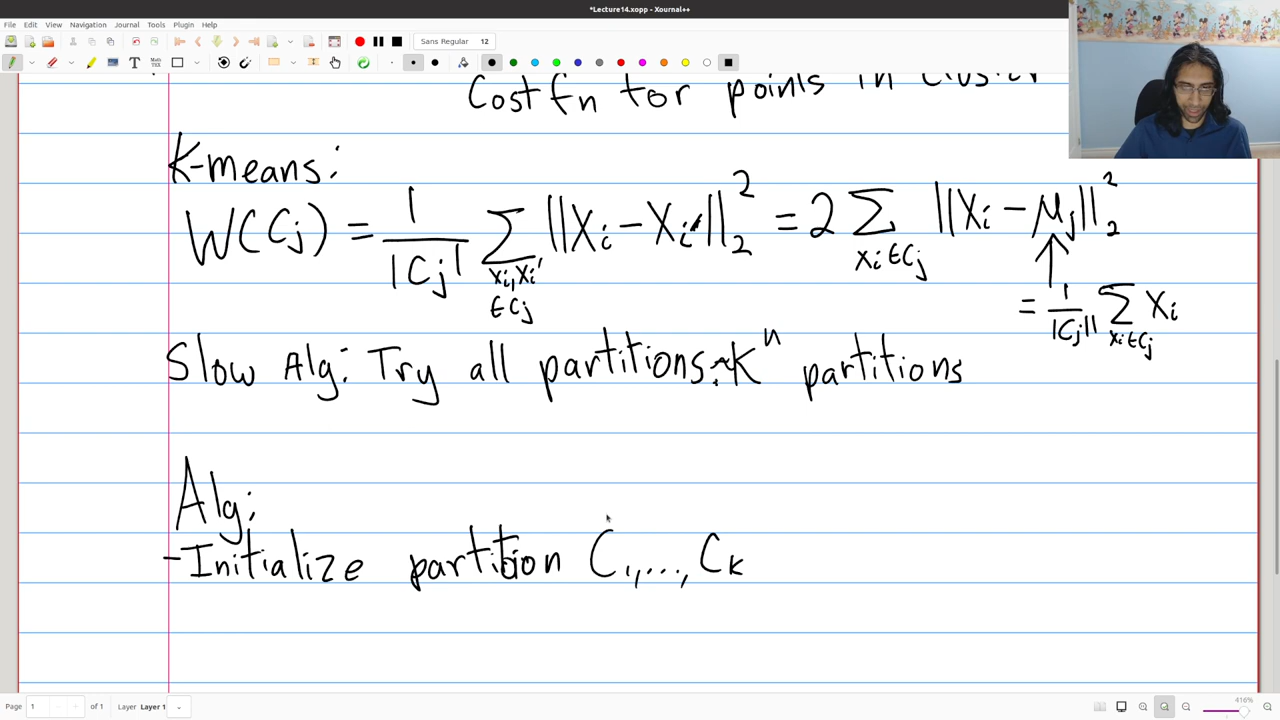 *Lecture14.xopp - Xournal++
File Edit View Navigation Journal Tools Plugin Help
Sans Regular 12
Cost fn for points in cluster
K-means:
W(Cj) = 1/|Cj| ∑_{Xi, Xi' ∈ Cj} ||Xi - Xi'||₂² = 2 ∑_{Xi ∈ Cj} ||Xi - μj||₂²
= 1/|Cj| ∑_{Xi ∈ Cj} Xi
Slow Alg: Try all partitions: ~Kⁿ partitions
Alg:
-Initialize partition C₁,..., Cₖ
Page 1 of 1 Layer Layer 1 416%